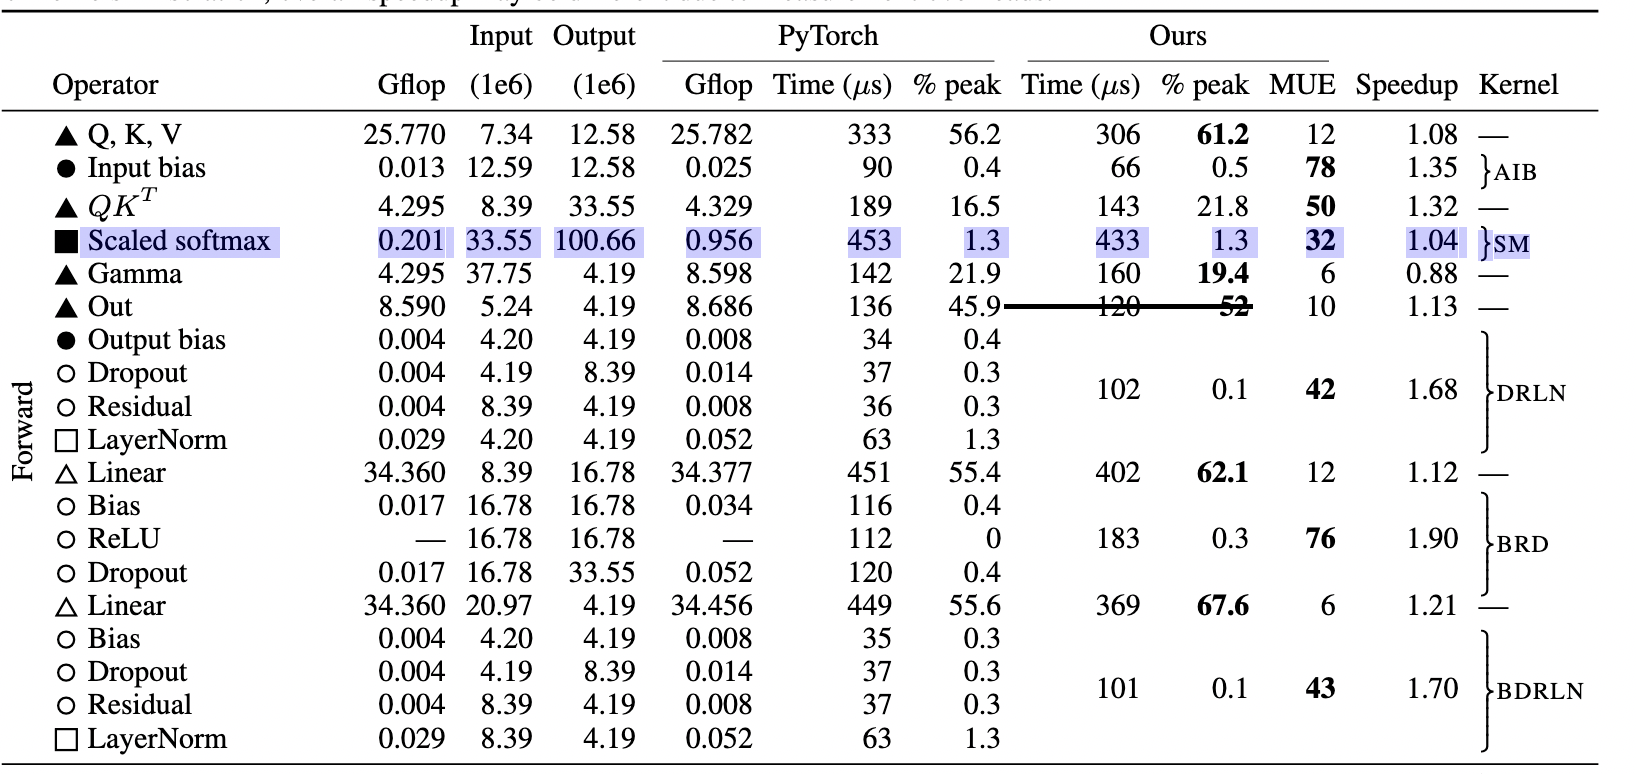 Input Output PyTorch Ours
Operator Gflop (1e6) (1e6) Gflop Time (μs) % peak Time (μs) % peak MUE Speedup Kernel
▲ Q, K, V 25.770 7.34 12.58 25.782 333 56.2 306 61.2 12 1.08 —
● Input bias 0.013 12.59 12.58 0.025 90 0.4 66 0.5 78 1.35 }AIB
▲ QK^T 4.295 8.39 33.55 4.329 189 16.5 143 21.8 50 1.32 —
■ Scaled softmax 0.201 33.55 100.66 0.956 453 1.3 433 1.3 32 1.04 }SM
▲ Gamma 4.295 37.75 4.19 8.598 142 21.9 160 19.4 6 0.88 —
▲ Out 8.590 5.24 4.19 8.686 136 45.9 120 52 10 1.13 —
● Output bias 0.004 4.20 4.19 0.008 34 0.4
○ Dropout 0.004 4.19 8.39 0.014 37 0.3
102 0.1 42 1.68 DRLN
○ Residual 0.004 8.39 4.19 0.008 36 0.3
□ LayerNorm 0.029 4.20 4.19 0.052 63 1.3
△ Linear 34.360 8.39 16.78 34.377 451 55.4 402 62.1 12 1.12 —
○ Bias 0.017 16.78 16.78 0.034 116 0.4
○ ReLU — 16.78 16.78 — 112 0 183 0.3 76 1.90 BRD
○ Dropout 0.017 16.78 33.55 0.052 120 0.4
△ Linear 34.360 20.97 4.19 34.456 449 55.6 369 67.6 6 1.21 —
○ Bias 0.004 4.20 4.19 0.008 35 0.3
○ Dropout 0.004 4.19 8.39 0.014 37 0.3
101 0.1 43 1.70 BDRLN
○ Residual 0.004 8.39 4.19 0.008 37 0.3
□ LayerNorm 0.029 8.39 4.19 0.052 63 1.3
Forward